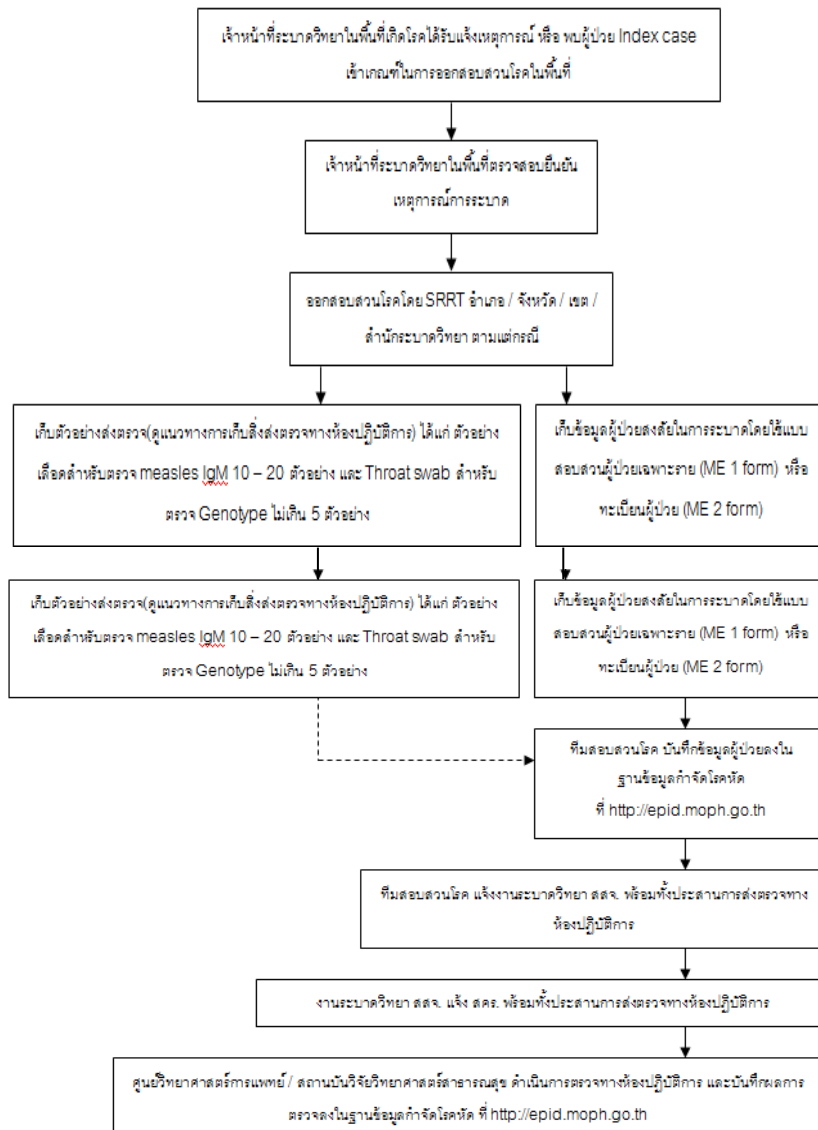 เจ้าหน้าที่ระบาดวิทยาในพื้นที่เกิดโรคได้รับแจ้งเหตุการณ์ หรือ พบผู้ป่วย Index case
เข้าเกณฑ์ในการออกสอบสวนโรคในพื้นที่
เจ้าหน้าที่ระบาดวิทยาในพื้นที่ตรวจสอบยืนยัน
เหตุการณ์การระบาด
ออกสอบสวนโรคโดย SRRT อำเภอ / จังหวัด / เขต /
สำนักระบาดวิทยา ตามแต่กรณี
เก็บตัวอย่างส่งตรวจ(ดูแนวทางการเก็บสิ่งส่งตรวจทางห้องปฏิบัติการ) ได้แก่ ตัวอย่าง
เลือดสำหรับตรวจ measles IgM 10 – 20 ตัวอย่าง และ Throat swab สำหรับ
ตรวจ Genotype ไม่เกิน 5 ตัวอย่าง
เก็บข้อมูลผู้ป่วยสงสัยในการระบาดโดยใช้แบบ
สอบสวนผู้ป่วยเฉพาะราย (ME 1 form) หรือ
ทะเบียนผู้ป่วย (ME 2 form)
เก็บตัวอย่างส่งตรวจ(ดูแนวทางการเก็บสิ่งส่งตรวจทางห้องปฏิบัติการ) ได้แก่ ตัวอย่าง
เลือดสำหรับตรวจ measles IgM 10 – 20 ตัวอย่าง และ Throat swab สำหรับ
ตรวจ Genotype ไม่เกิน 5 ตัวอย่าง
เก็บข้อมูลผู้ป่วยสงสัยในการระบาดโดยใช้แบบ
สอบสวนผู้ป่วยเฉพาะราย (ME 1 form) หรือ
ทะเบียนผู้ป่วย (ME 2 form)
ทีมสอบสวนโรค บันทึกข้อมูลผู้ป่วยลงใน
ฐานข้อมูลกำจัดโรคหัด
ที่ http://epid.moph.go.th
ทีมสอบสวนโรค แจ้งงานระบาดวิทยา สสจ. พร้อมทั้งประสานการส่งตรวจทาง
ห้องปฏิบัติการ
งานระบาดวิทยา สสจ. แจ้ง สคร. พร้อมทั้งประสานการส่งตรวจทางห้องปฏิบัติการ
ศูนย์วิทยาศาสตร์การแพทย์ / สถาบันวิจัยวิทยาศาสตร์สาธารณสุข ดำเนินการตรวจทางห้องปฏิบัติการ และบันทึกผลการ
ตรวจลงในฐานข้อมูลกำจัดโรคหัด ที่ http://epid.moph.go.th